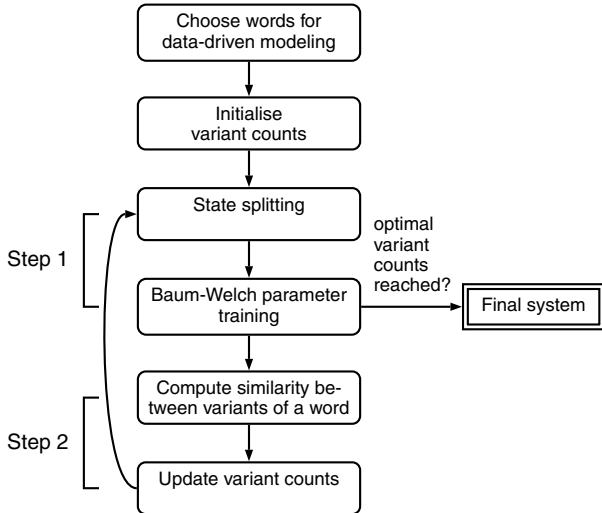 Choose words for
data-driven modeling
Initialise
variant counts
State splitting
optimal
variant
counts
reached?
Step 1
Baum-Welch parameter
training
Final system
Compute similarity be-
tween variants of a word
Step 2
Update variant counts